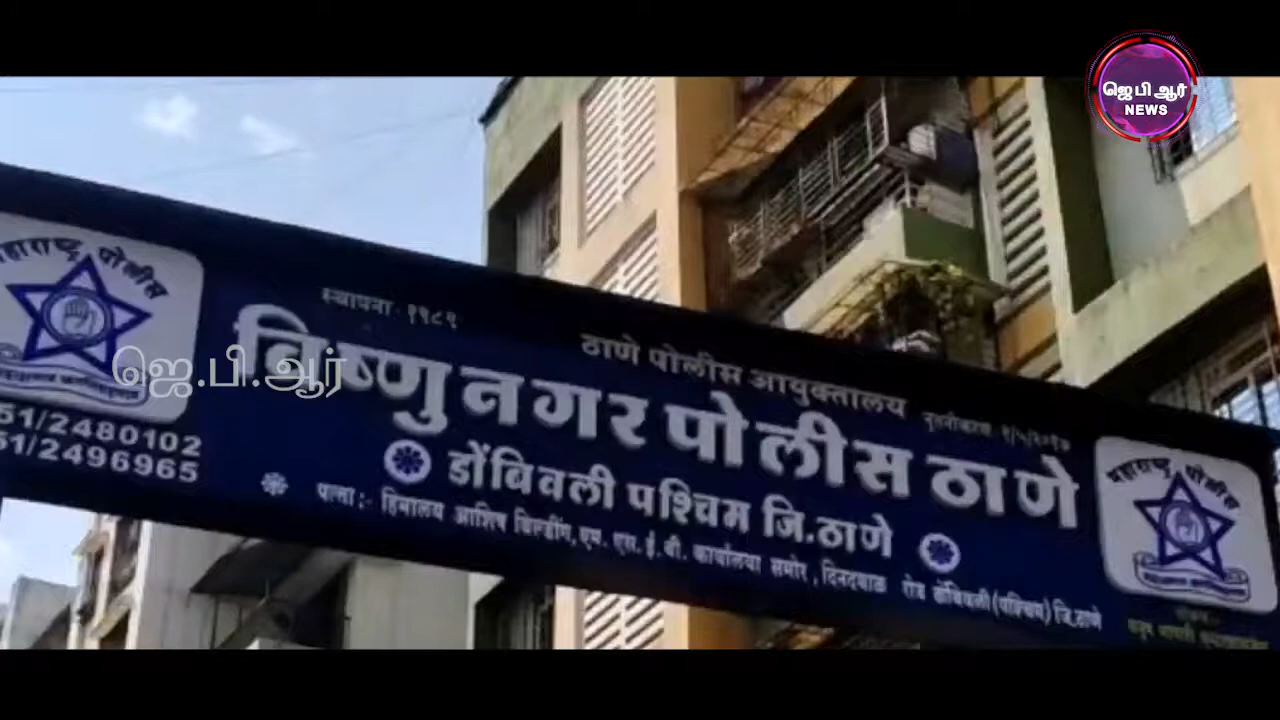 ஜெ பி ஆர்
NEWS
महाराष्ट्र पोलीस
स्थापना - १९८९
ठाणे पोलीस आयुक्तालय
विष्णुनगर पोलीस ठाणे
ஜெ.பி.ஆர்
51/2480102
51/2496965
डोंबिवली पश्चिम जि.ठाणे
पत्ता :- हिमालय आशिष बिल्डींग, एम. एस. ई. बी. कार्यालया समोर, दिनदयाळ रोड डोंबिवली (पश्चिम) जि.ठाणे
महाराष्ट्र पोलीस